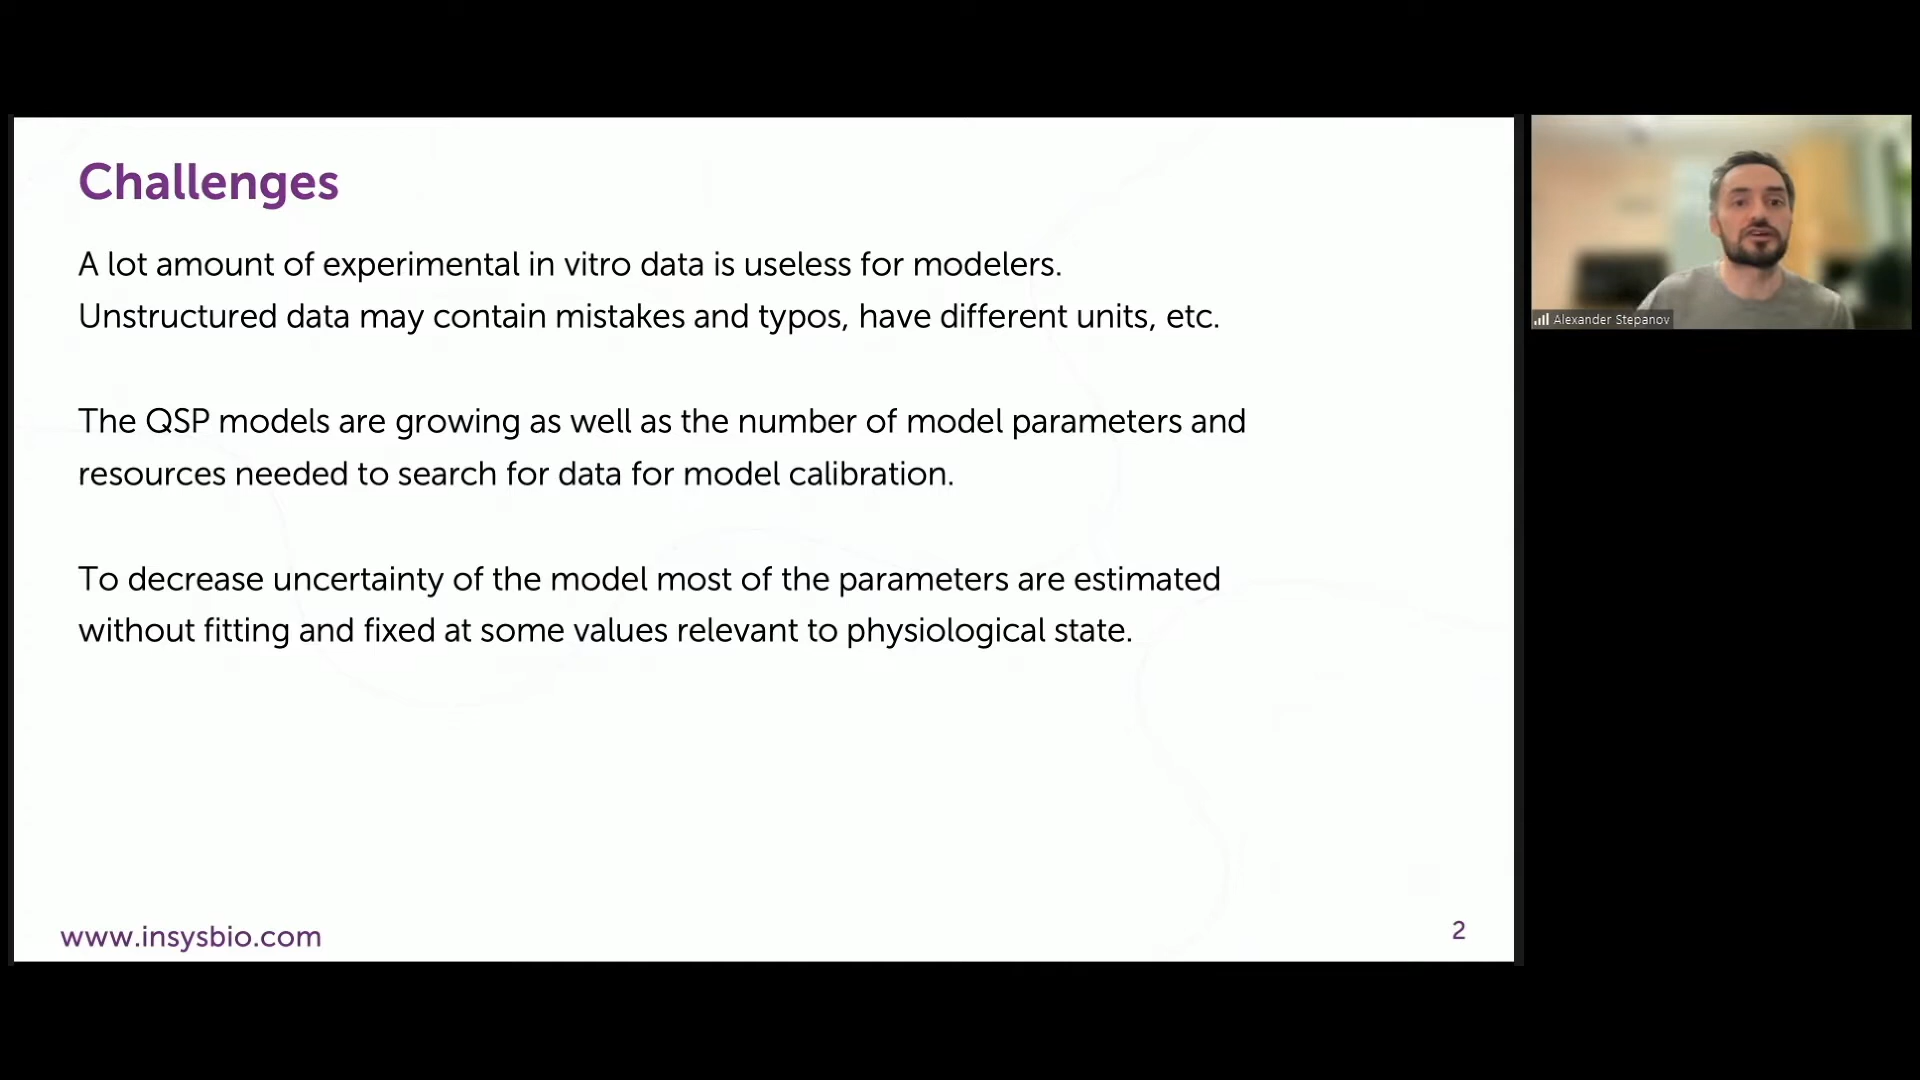 Challenges
A lot amount of experimental in vitro data is useless for modelers.
Unstructured data may contain mistakes and typos, have different units, etc.
The QSP models are growing as well as the number of model parameters and
resources needed to search for data for model calibration.
To decrease uncertainty of the model most of the parameters are estimated
without fitting and fixed at some values relevant to physiological state.
www.insysbio.com
2
Alexander Stepanov